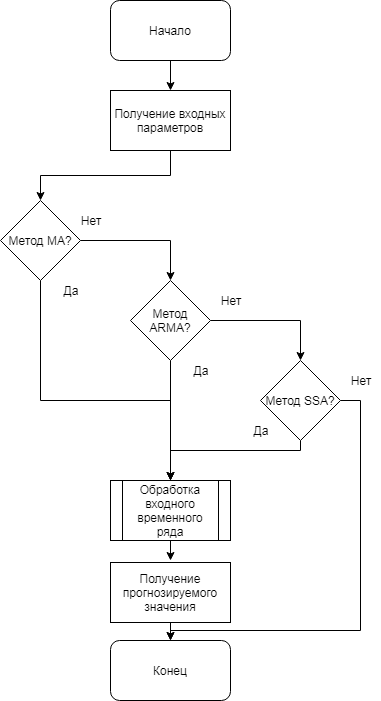 Начало
Получение входных
параметров
Нет
Метод МА?
Да
Нет
Метод
ARMA?
Да
Нет
Метод SSA?
Да
Обработка
входного
временного
ряда
Получение
прогнозируемого
значения
Конец